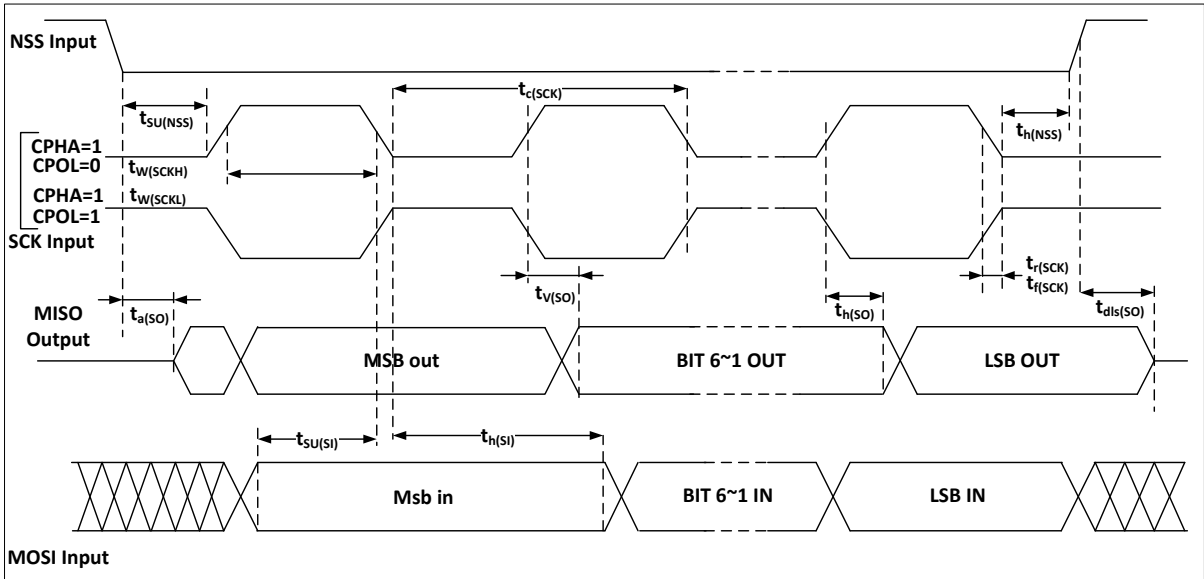 NSS Input
tc(SCK)
tSU(NSS)
th(NSS)
CPHA=1
CPOL=0
tW(SCKH)
CPHA=1
CPOL=1
tW(SCKL)
SCK Input
tr(SCK)
tf(SCK)
tV(SO)
ta(SO)
th(SO)
tdls(SO)
MISO
Output
MSB out
BIT 6~1 OUT
LSB OUT
tSU(SI)
th(SI)
Msb in
BIT 6~1 IN
LSB IN
MOSI Input